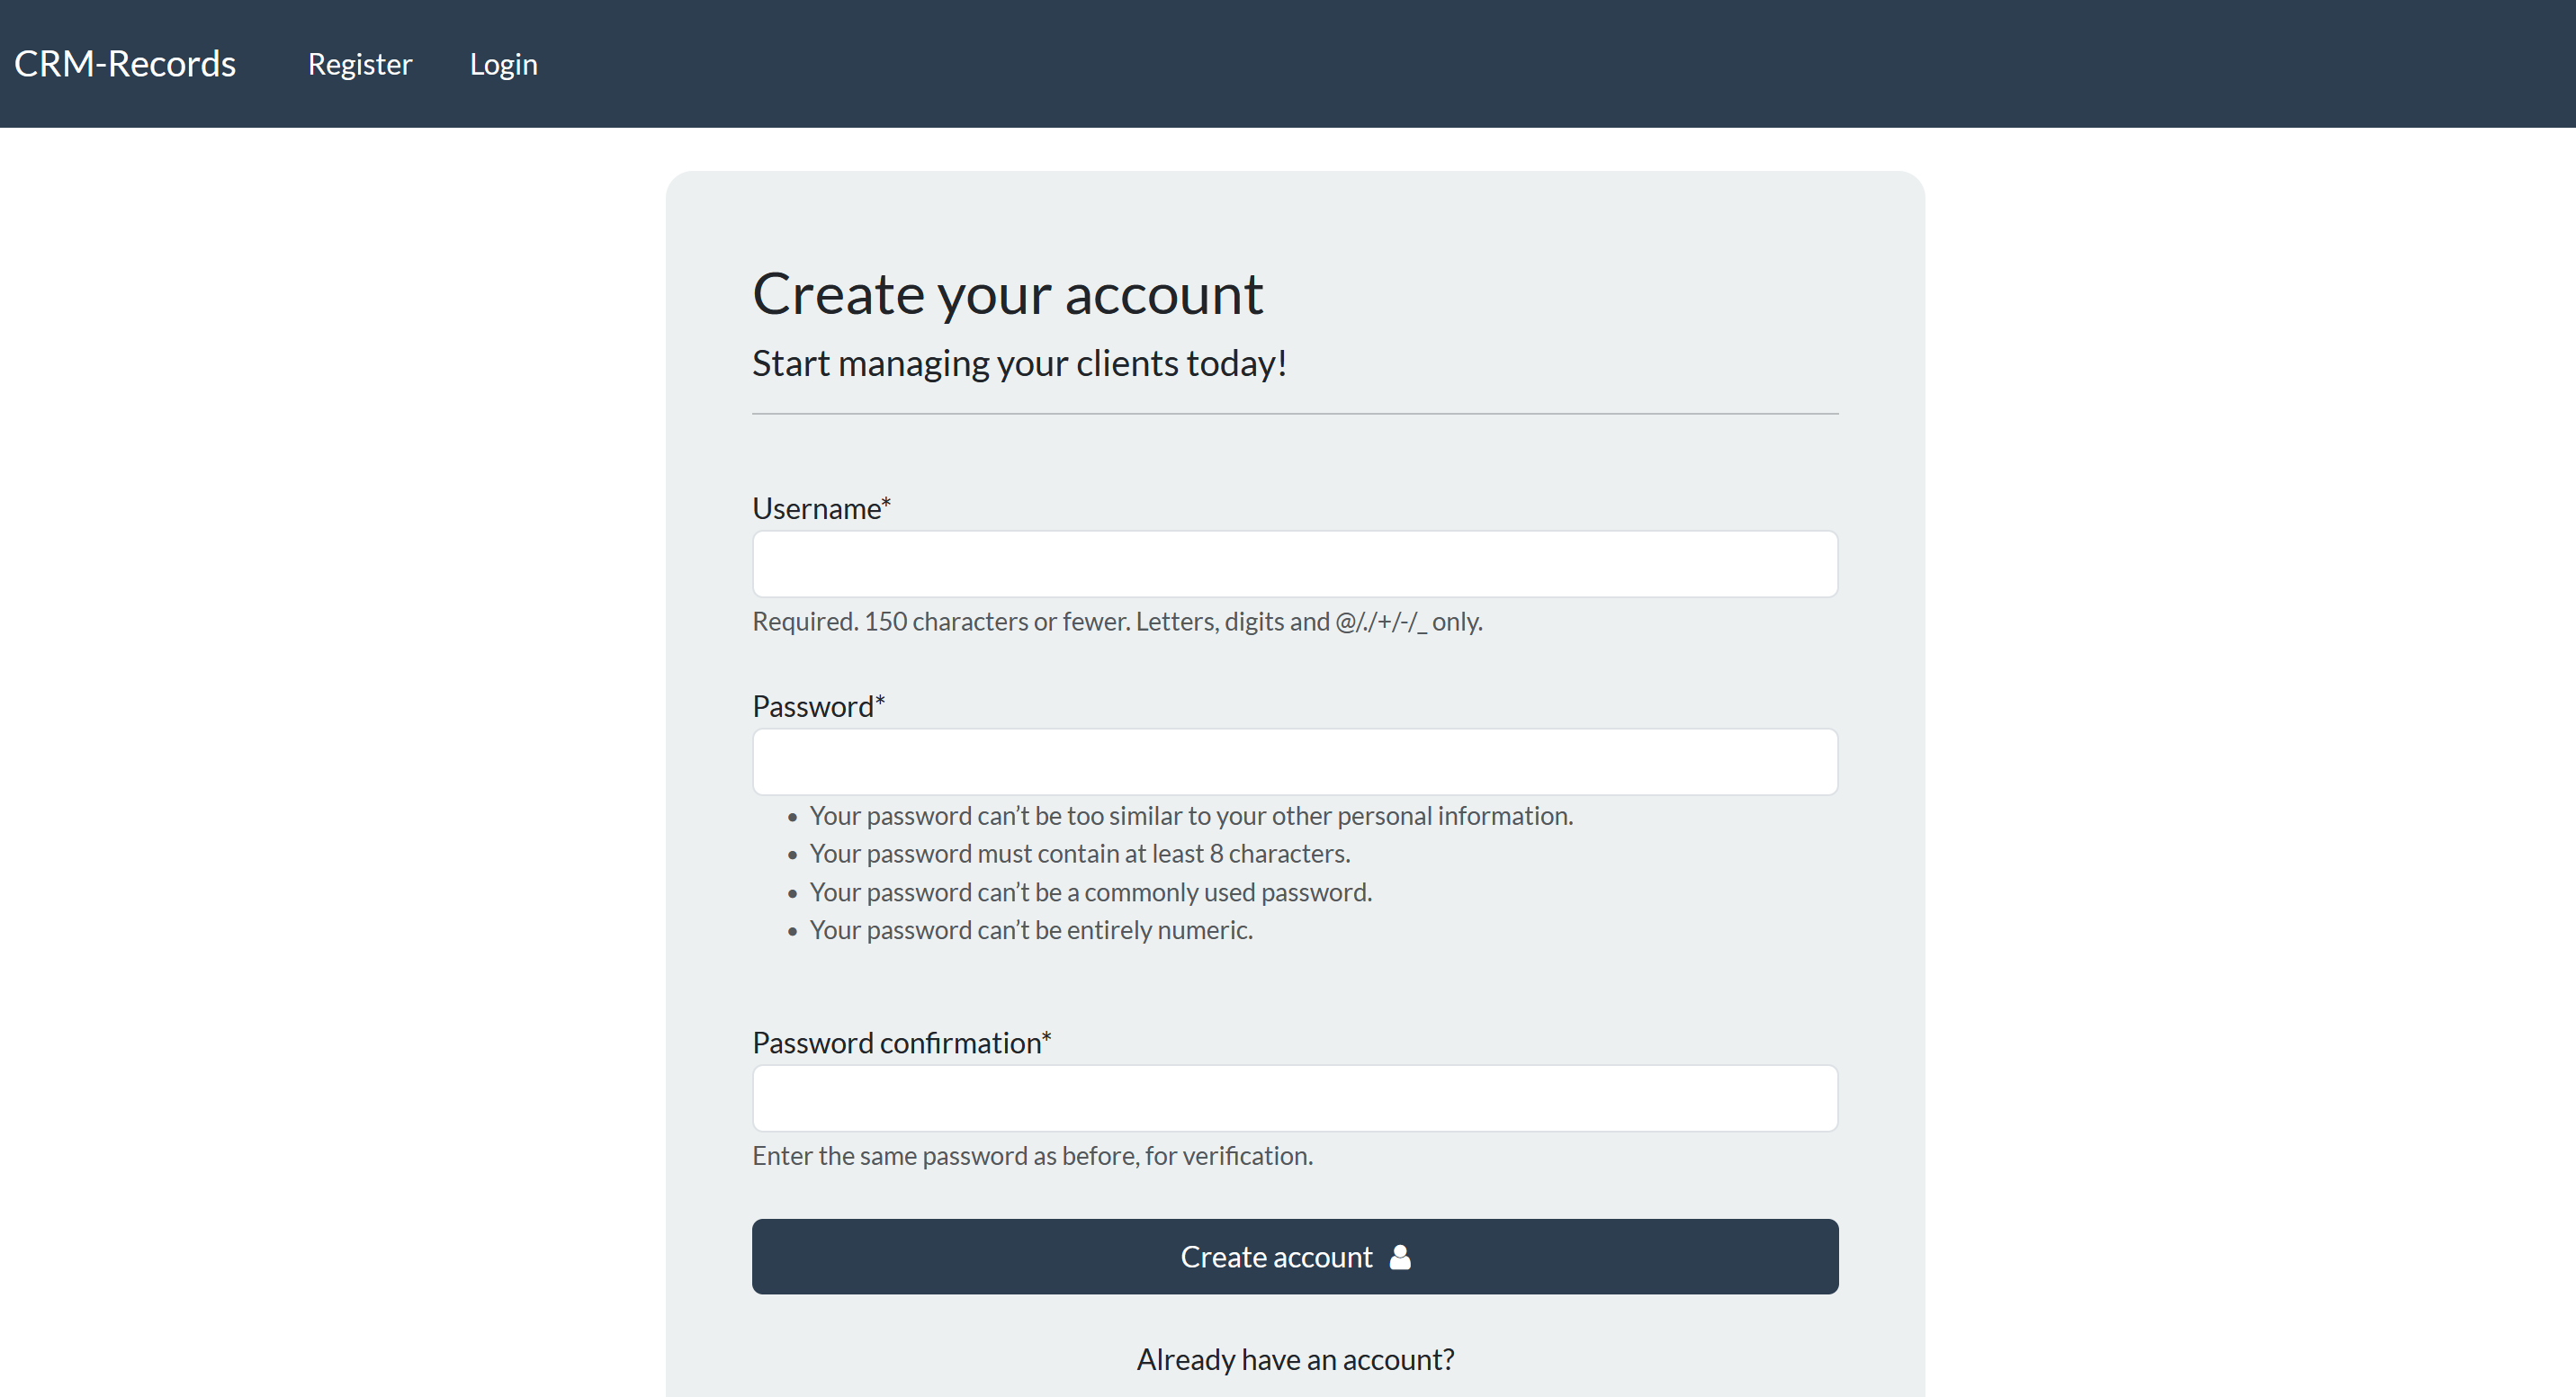 CRM-Records Register Login
Create your account
Start managing your clients today!
Username*
Required. 150 characters or fewer. Letters, digits and @/./+/-/_ only.
Password*
• Your password can’t be too similar to your other personal information.
• Your password must contain at least 8 characters.
• Your password can’t be a commonly used password.
• Your password can’t be entirely numeric.
Password confirmation*
Enter the same password as before, for verification.
Create account
Already have an account?